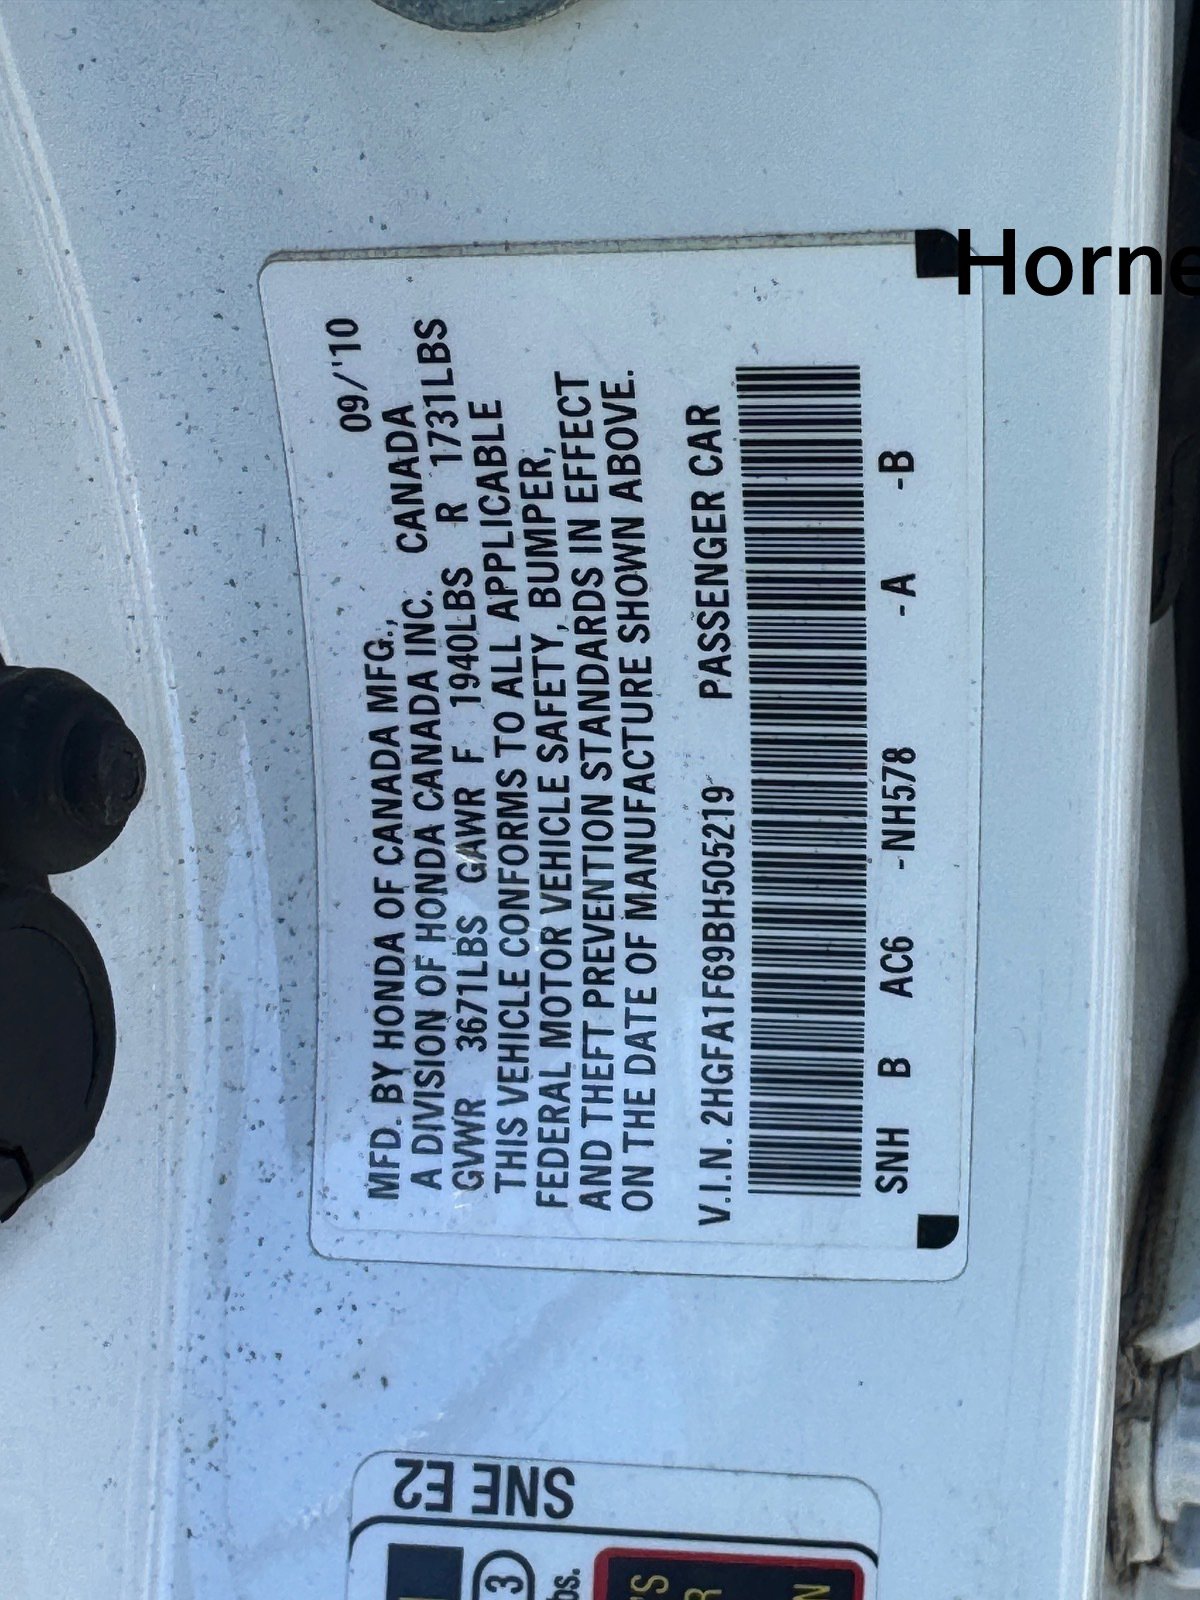 09/'10
MFD. BY HONDA OF CANADA MFG.,
A DIVISION OF HONDA CANADA INC. CANADA
GVWR 3671LBS GAWR F 1940LBS R 1731LBS
THIS VEHICLE CONFORMS TO ALL APPLICABLE
FEDERAL MOTOR VEHICLE SAFETY, BUMPER,
AND THEFT PREVENTION STANDARDS IN EFFECT
ON THE DATE OF MANUFACTURE SHOWN ABOVE.
V.I.N. 2HGFA1F69BH505219 PASSENGER CAR
SNH B AC6 -NH578 -A -B
SNE E2
3